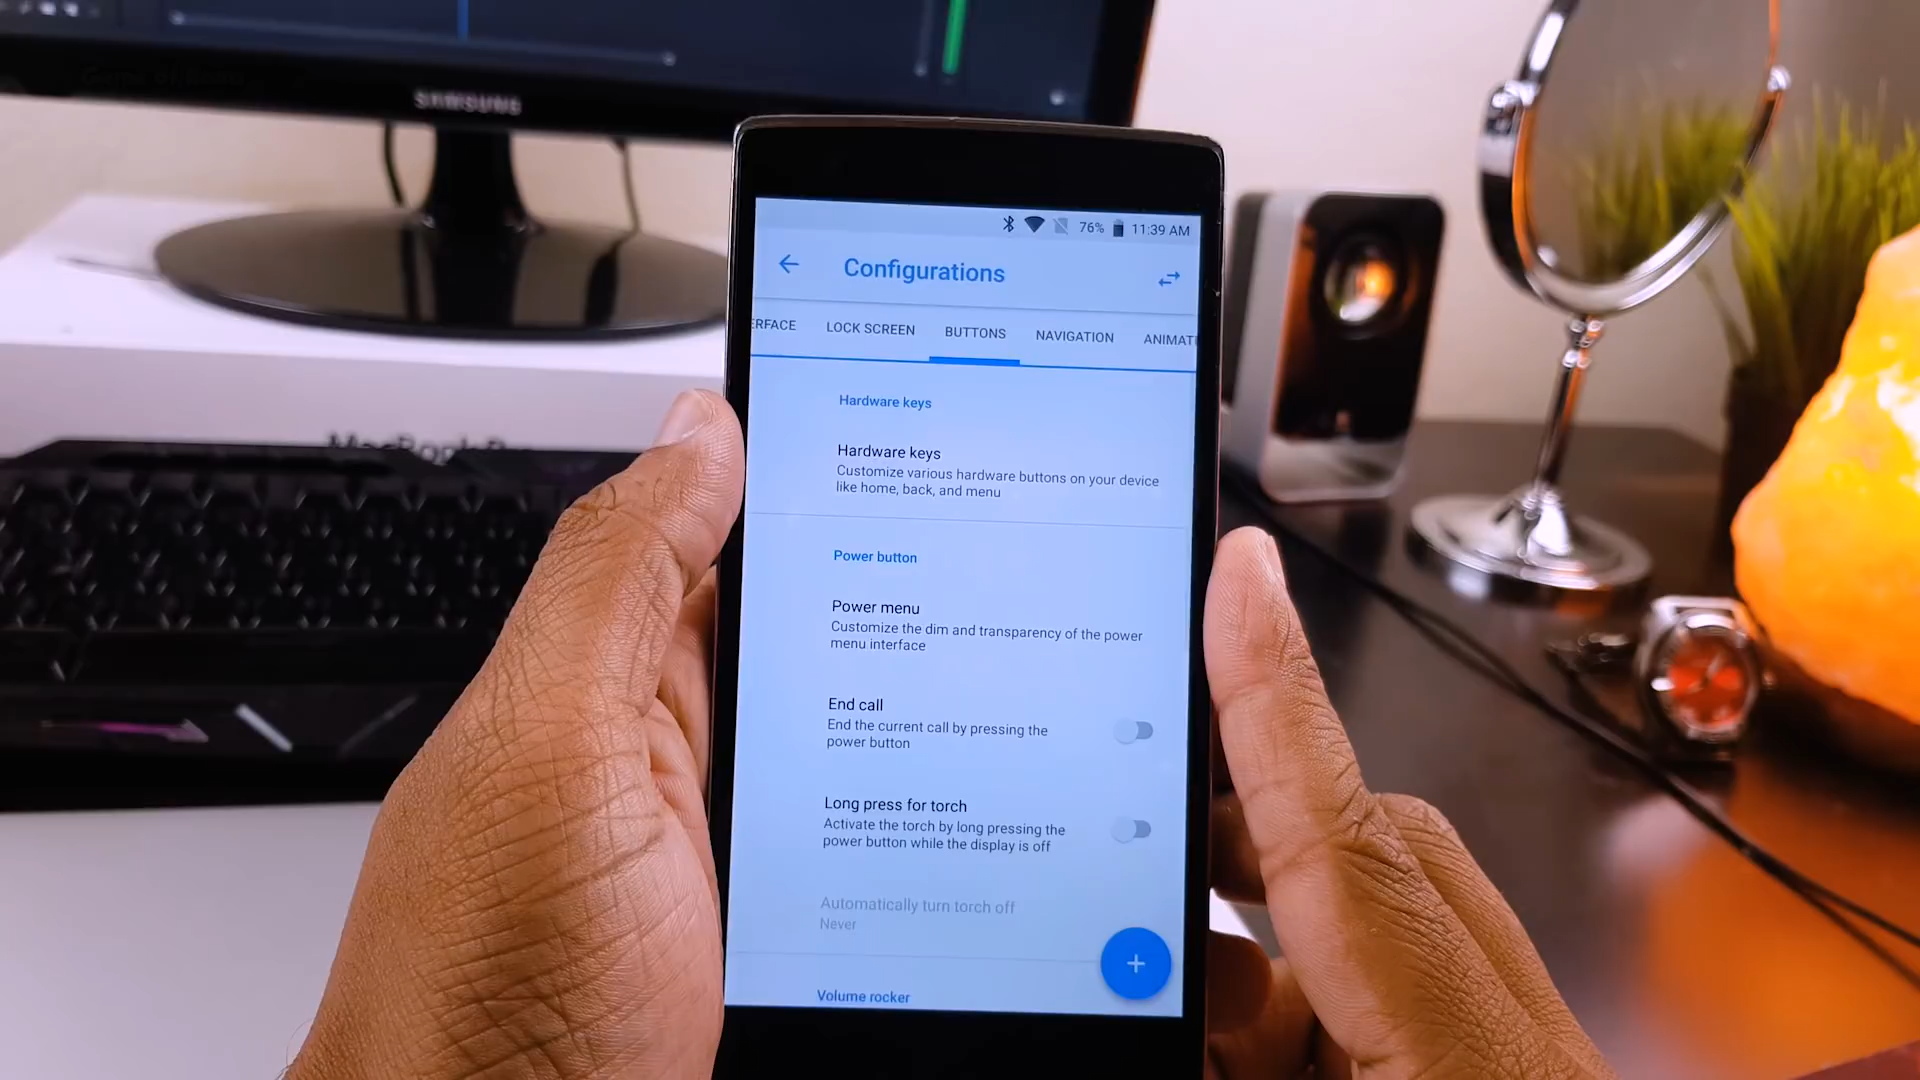 SAMSUNG
MacBook Pro
76% 11:39 AM
Configurations
ERFACE LOCK SCREEN BUTTONS NAVIGATION ANIMATI
Hardware keys
Hardware keys
Customize various hardware buttons on your device
like home, back, and menu
Power button
Power menu
Customize the dim and transparency of the power
menu interface
End call
End the current call by pressing the
power button
Long press for torch
Activate the torch by long pressing the
power button while the display is off
Automatically turn torch off
Never
Volume rocker